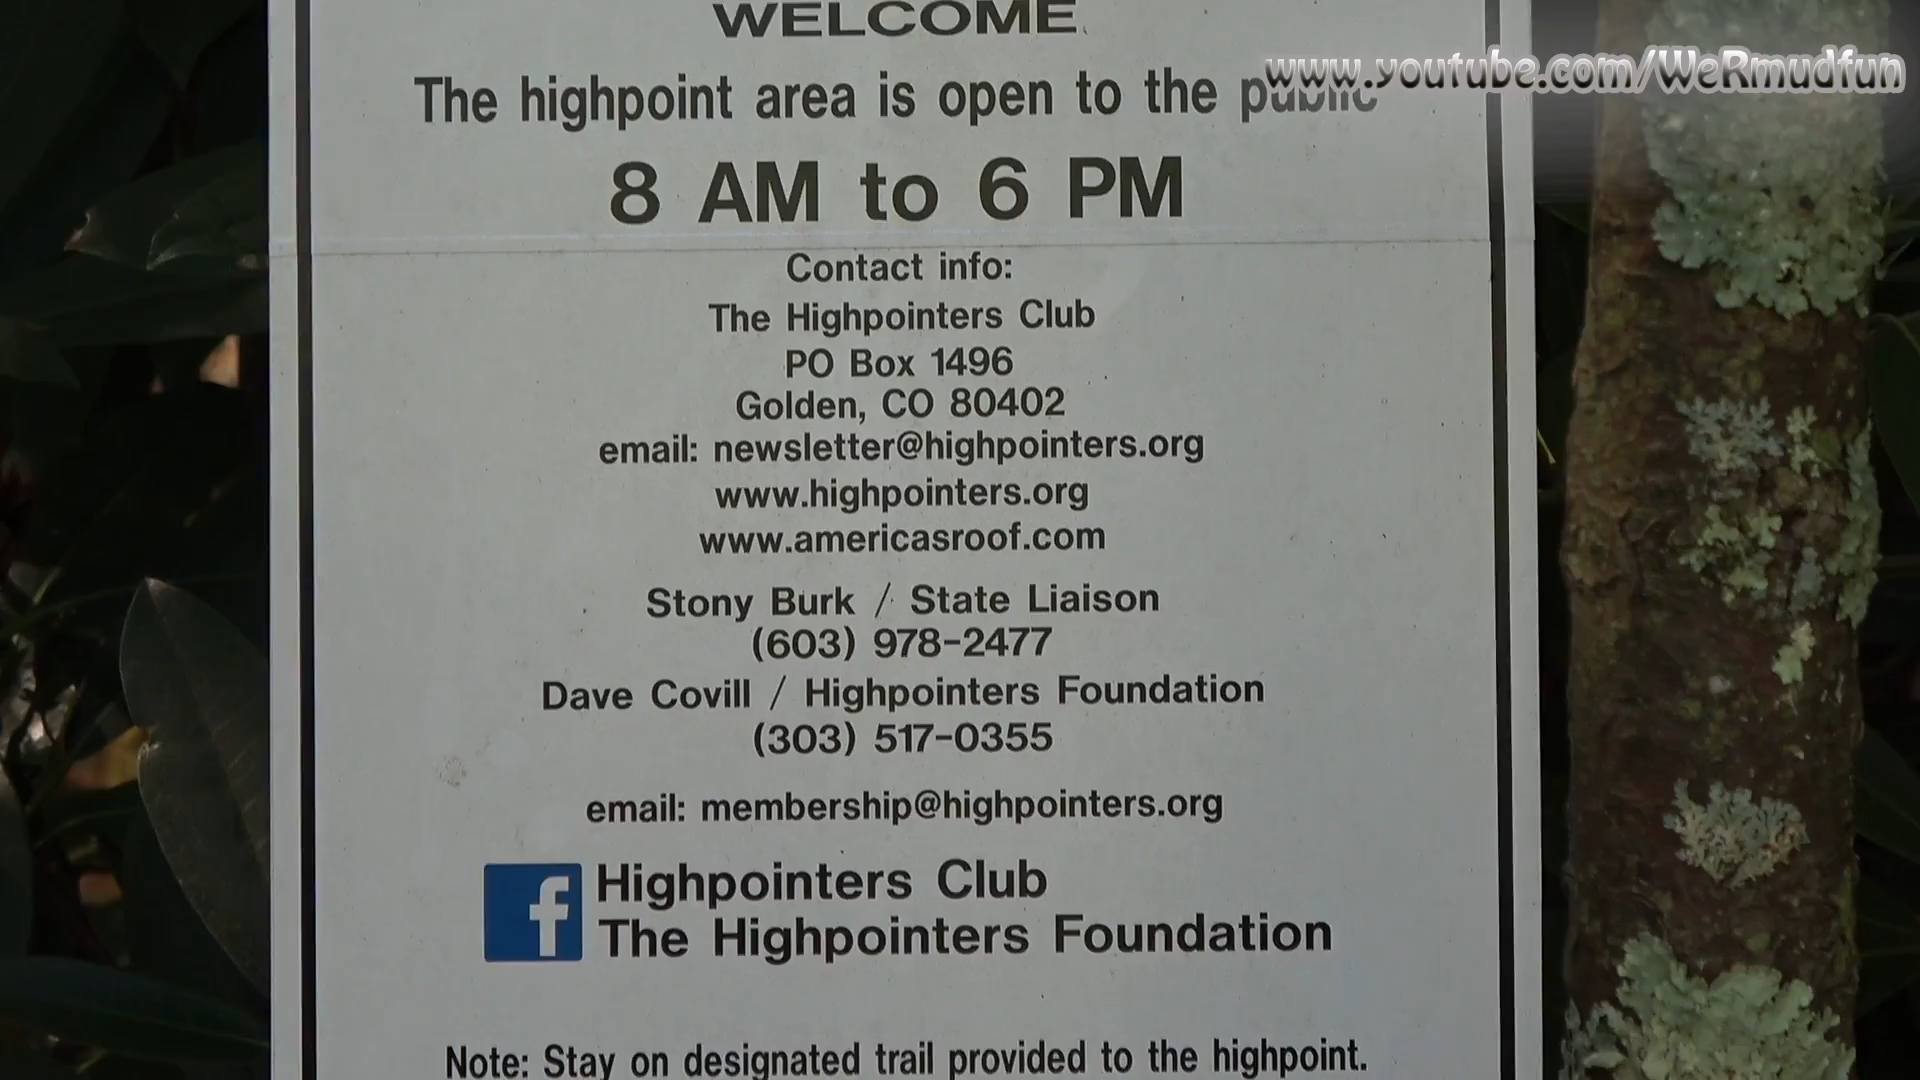 WELCOME
www.youtube.com/WeRmudfun
The highpoint area is open to the public
8 AM to 6 PM
Contact info:
The Highpointers Club
PO Box 1496
Golden, CO 80402
email: newsletter@highpointers.org
www.highpointers.org
www.americasroof.com
Stony Burk / State Liaison
(603) 978-2477
Dave Covill / Highpointers Foundation
(303) 517-0355
email: membership@highpointers.org
f Highpointers Club
The Highpointers Foundation
Note: Stay on designated trail provided to the highpoint.